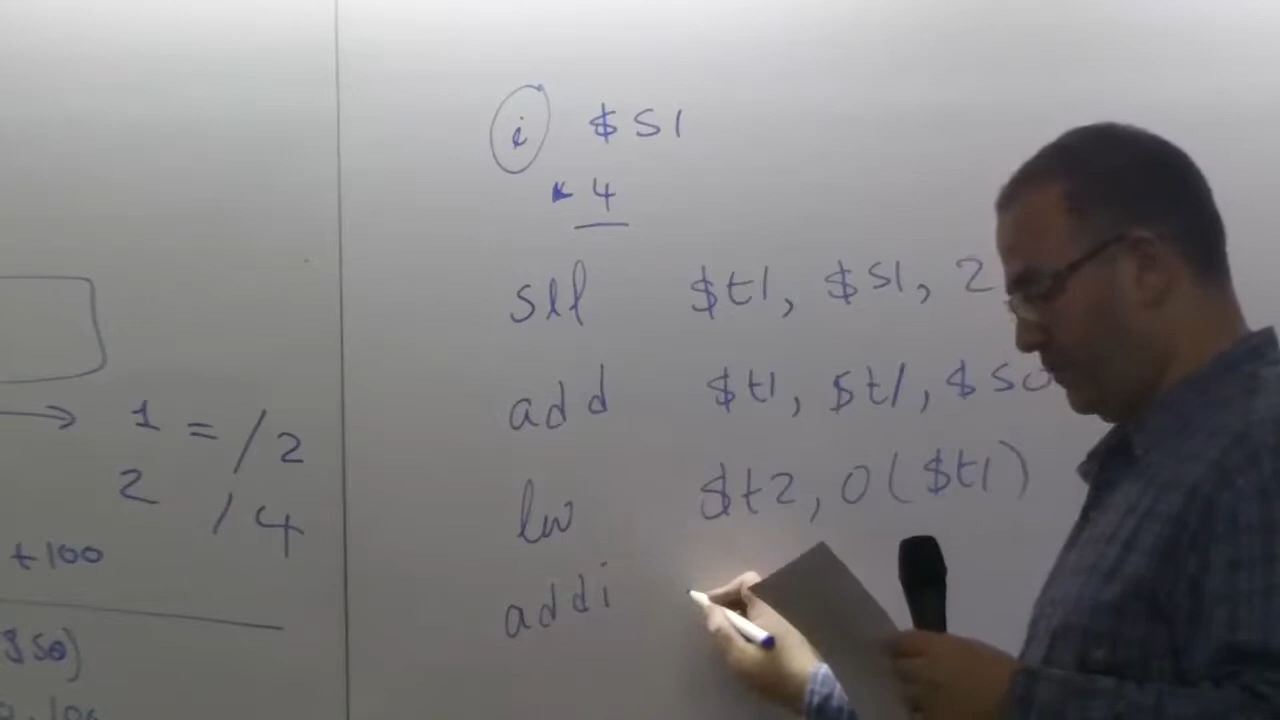 1 = /2
2 /4
+100
$s0)
i $s1
* 4
sll $t1, $s1, 2
add $t1, $t1, $s0
lw $t2, 0($t1)
addi